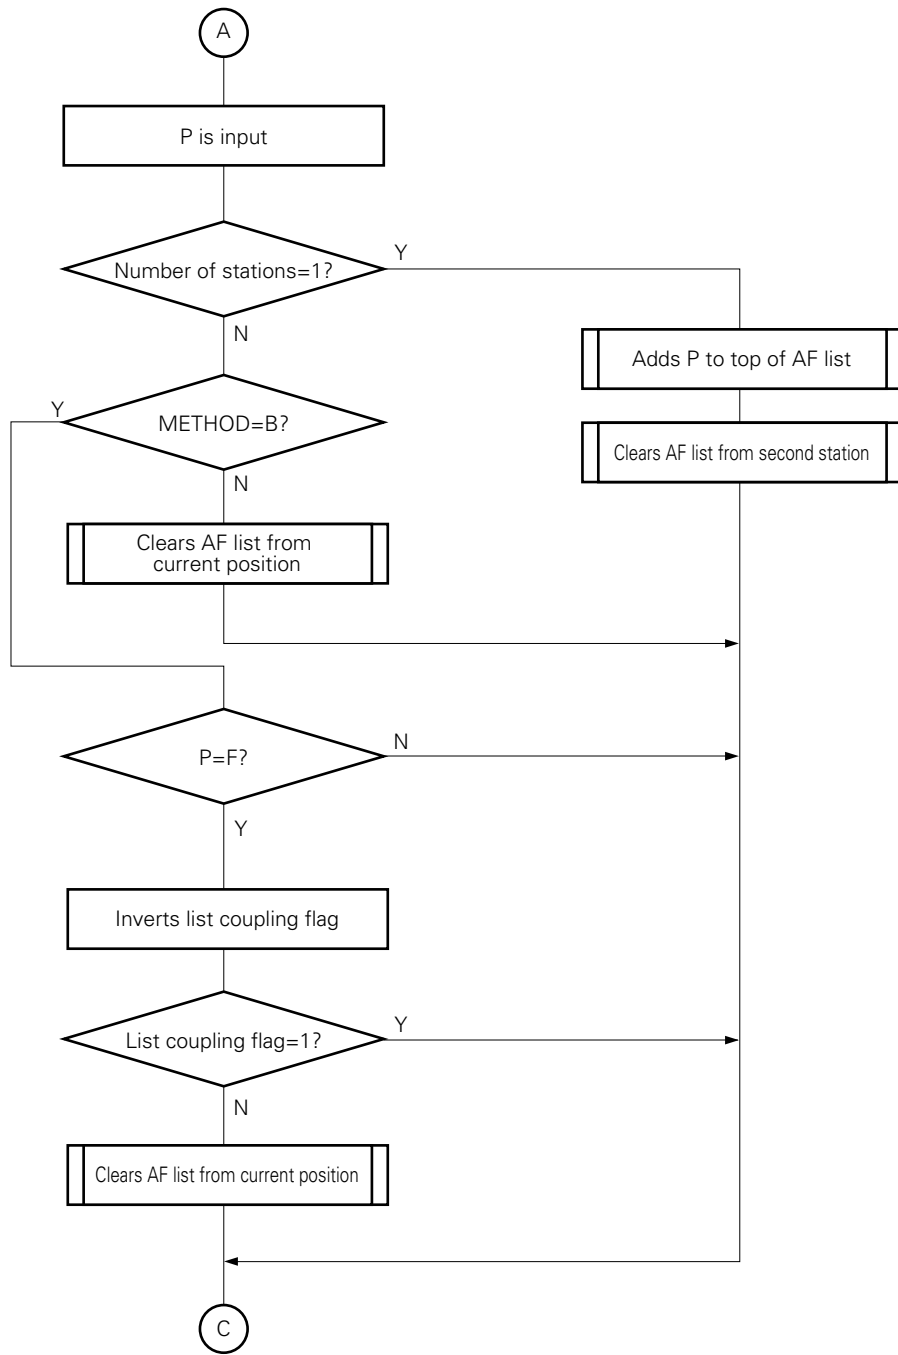 A
P is input
Y
Number of stations=1?
N
Adds P to top of AF list
Y
METHOD=B?
Clears AF list from second station
N
Clears AF list from
current position
P=F?
N
Y
Inverts list coupling flag
Y
List coupling flag=1?
N
Clears AF list from current position
C